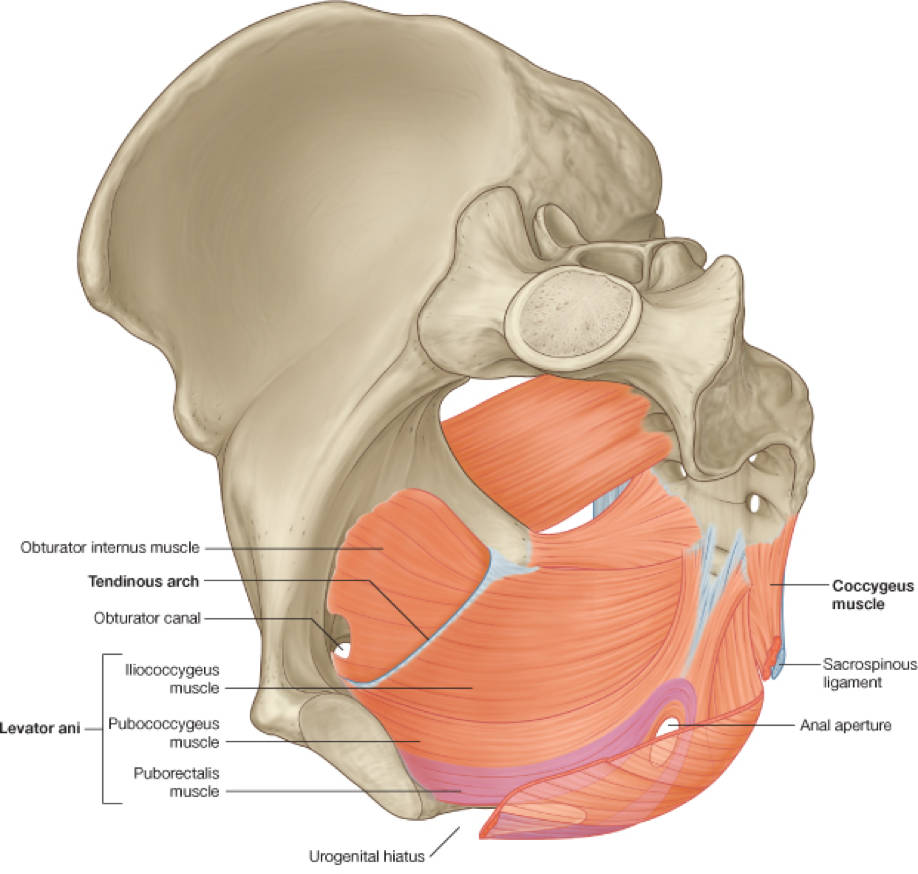 Obturator internus muscle
Tendinous arch
Obturator canal
Iliococcygeus
muscle
Levator ani
Pubococcygeus
muscle
Puborectalis
muscle
Urogenital hiatus
Coccygeus
muscle
Sacrospinous
ligament
Anal aperture